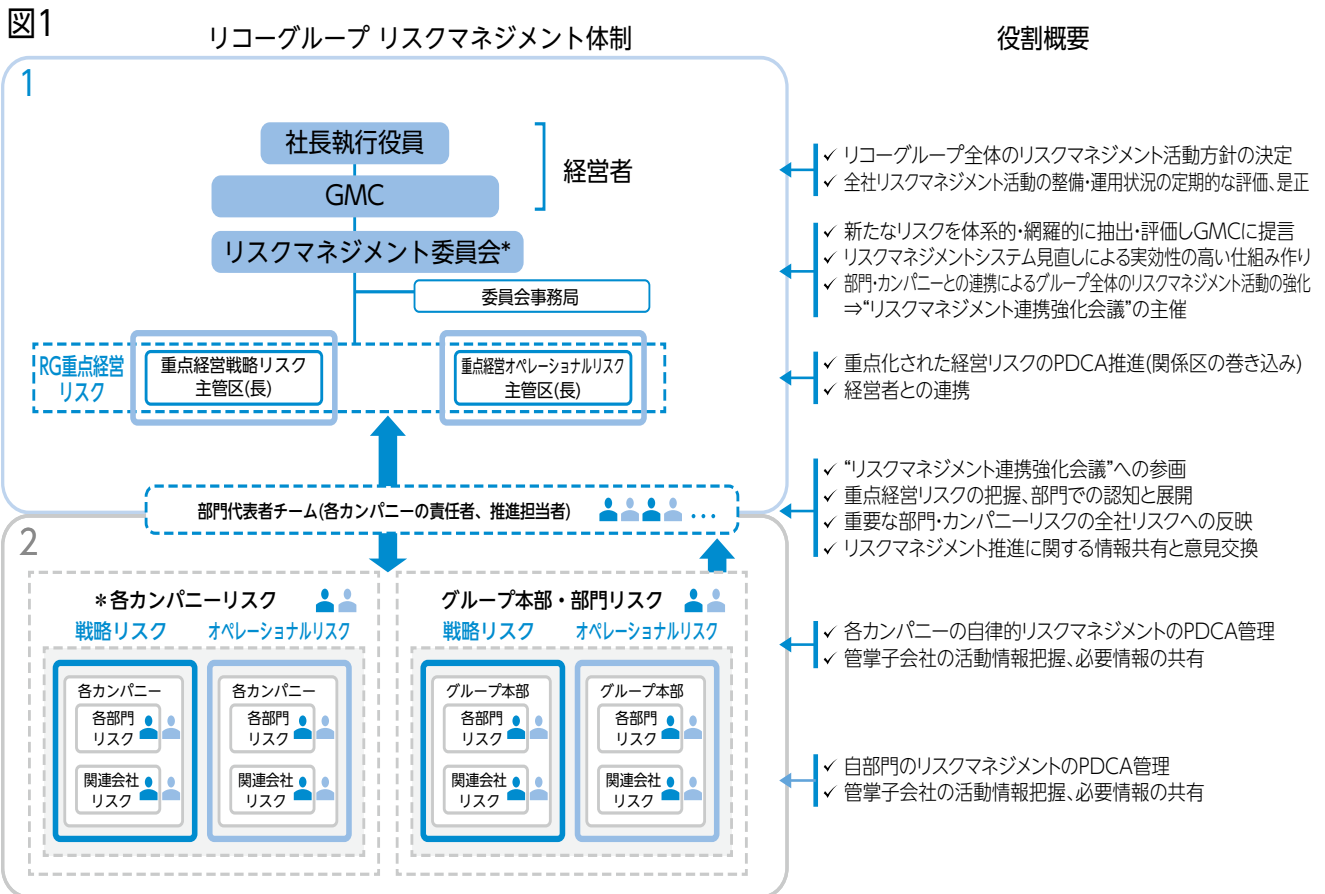 図1
リコーグループ リスクマネジメント体制
役割概要
1
社長執行役員
GMC
経営者
リスクマネジメント委員会*
委員会事務局
RG重点経営
リスク
重点経営戦略リスク
主管区(長)
重点経営オペレーショナルリスク
主管区(長)
部門代表者チーム(各カンパニーの責任者、推進担当者) ...
2
＊各カンパニーリスク
戦略リスク
オペレーショナルリスク
各カンパニー
各部門
リスク
関連会社
リスク
各カンパニー
各部門
リスク
関連会社
リスク
グループ本部・部門リスク
戦略リスク
オペレーショナルリスク
グループ本部
各部門
リスク
関連会社
リスク
グループ本部
各部門
リスク
関連会社
リスク
✓ リコーグループ全体のリスクマネジメント活動方針の決定
✓ 全社リスクマネジメント活動の整備・運用状況の定期的な評価、是正
✓ 新たなリスクを体系的・網羅的に抽出・評価しGMCに提言
✓ リスクマネジメントシステム見直しによる実効性の高い仕組み作り
✓ 部門・カンパニーとの連携によるグループ全体のリスクマネジメント活動の強化
⇒“リスクマネジメント連携強化会議”の主催
✓ 重点化された経営リスクのPDCA推進(関係区の巻き込み)
✓ 経営者との連携
✓ “リスクマネジメント連携強化会議”への参画
✓ 重点経営リスクの把握、部門での認知と展開
✓ 重要な部門・カンパニーリスクの全社リスクへの反映
✓ リスクマネジメント推進に関する情報共有と意見交換
✓ 各カンパニーの自律的リスクマネジメントのPDCA管理
✓ 管掌子会社の活動情報把握、必要情報の共有
✓ 自部門のリスクマネジメントのPDCA管理
✓ 管掌子会社の活動情報把握、必要情報の共有